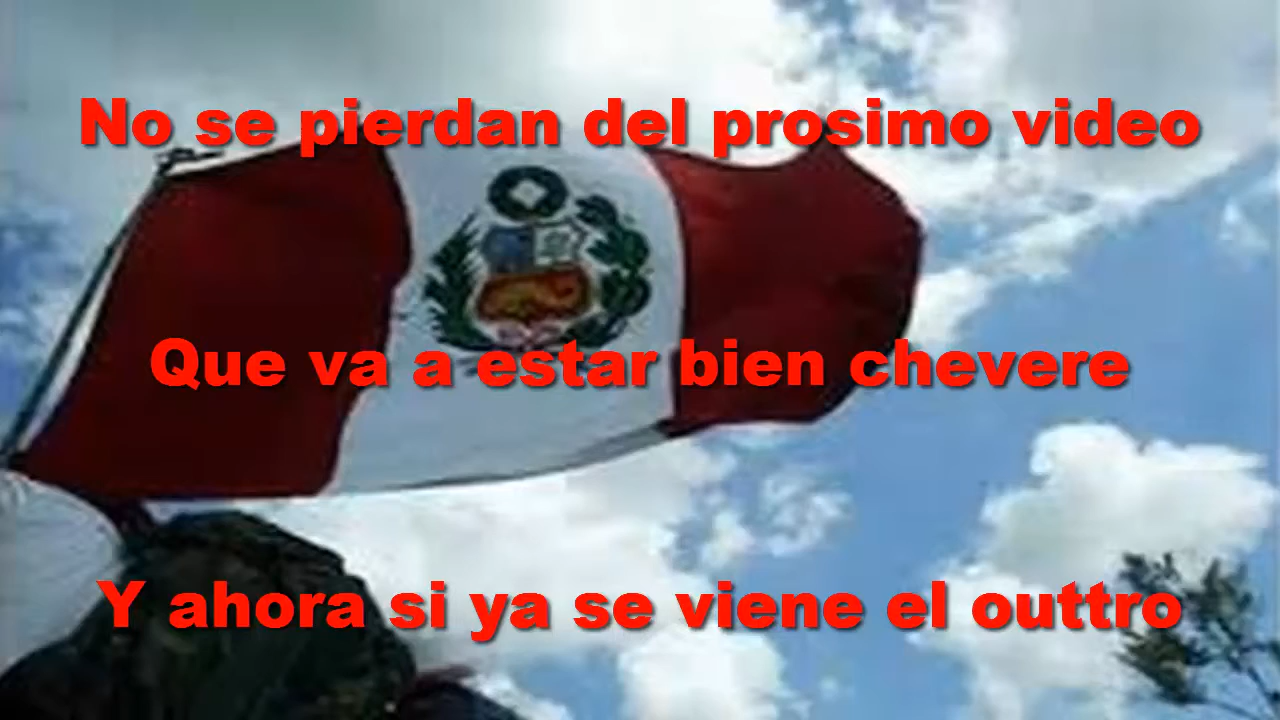 No se pierdan del prosimo video
Que va a estar bien chevere
Y ahora si ya se viene el outtro